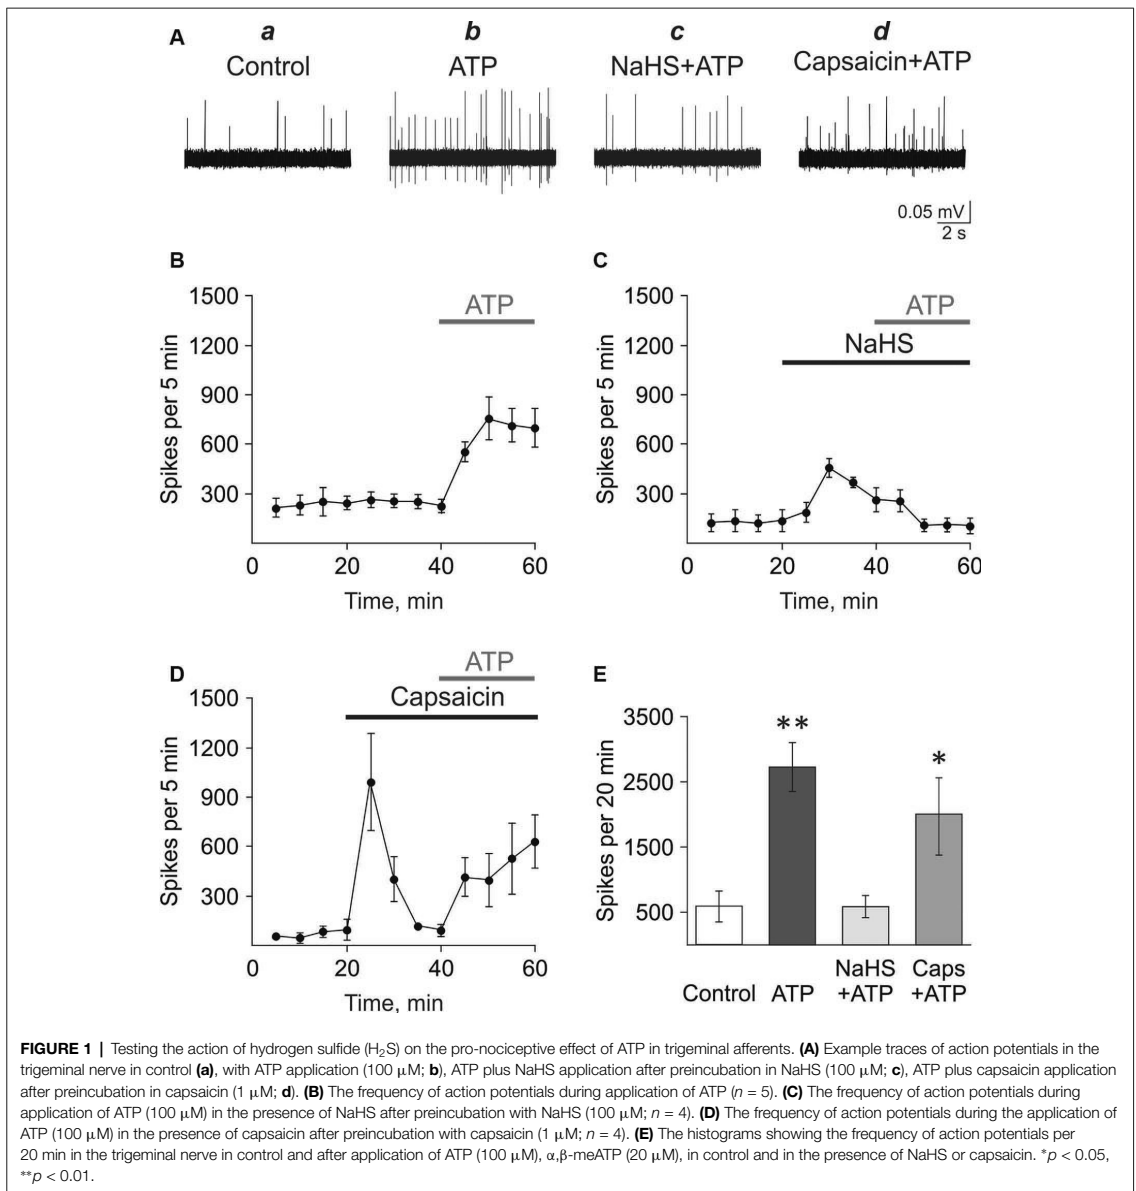 A
a
b
c
d
Control
ATP
NaHS+ATP
Capsaicin+ATP
0.05 mV
2 s
B
1500
1200
900
600
300
Spikes per 5 min
ATP
0
20
40
60
Time, min
C
1500
1200
900
600
300
Spikes per 5 min
ATP
NaHS
0
20
40
60
Time, min
D
1500
1200
900
600
300
Spikes per 5 min
ATP
Capsaicin
0
20
40
60
Time, min
E
3500
2500
1500
500
Spikes per 20 min
**
*
Control
ATP
NaHS
+ATP
Caps
+ATP
FIGURE 1 | Testing the action of hydrogen sulfide (H₂S) on the pro-nociceptive effect of ATP in trigeminal afferents. (A) Example traces of action potentials in the
trigeminal nerve in control (a), with ATP application (100 μM; b), ATP plus NaHS application after preincubation in NaHS (100 μM; c), ATP plus capsaicin application
after preincubation in capsaicin (1 μM; d). (B) The frequency of action potentials during application of ATP (n = 5). (C) The frequency of action potentials during
application of ATP (100 μM) in the presence of NaHS after preincubation with NaHS (100 μM; n = 4). (D) The frequency of action potentials during the application of
ATP (100 μM) in the presence of capsaicin after preincubation with capsaicin (1 μM; n = 4). (E) The histograms showing the frequency of action potentials per
20 min in the trigeminal nerve in control and after application of ATP (100 μM), α,β-meATP (20 μM), in control and in the presence of NaHS or capsaicin. *p < 0.05,
**p < 0.01.